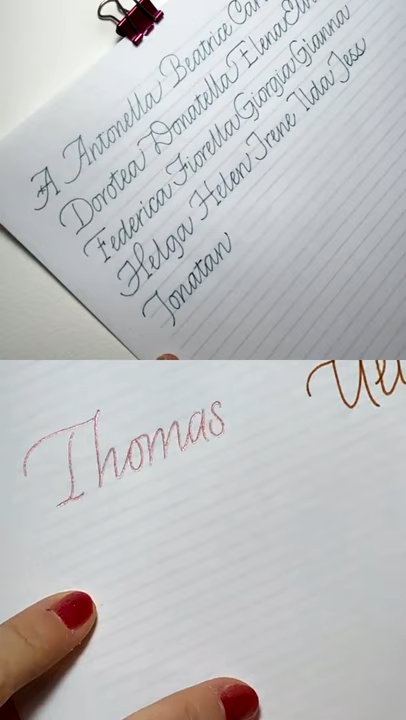 A Antonella Beatrice
Dorotea Donatella Elena
Federica Fiorella Giorgia Gianna
Helga Helen Irene Ilda Jess
Jonatan
Thomas